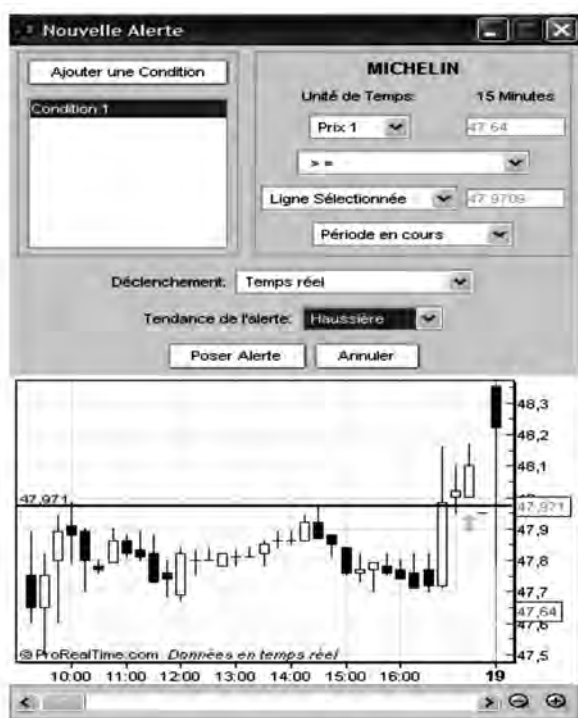 Nouvelle Alerte
Ajouter une Condition
Condition 1
MICHELIN
Unité de Temps: 15 Minutes
Prix 1 47.64
> =
Ligne Sélectionnée 47.9709
Période en cours
Déclenchement: Temps réel
Tendance de l'alerte: Haussière
Poser Alerte Annuler
47,971
48,3
48,2
48,1
47,971
47,9
47,8
47,7
47,64
47,6
47,5
© ProRealTime.com Données en temps réel
10:00 11:00 12:00 13:00 14:00 15:00 16:00 19